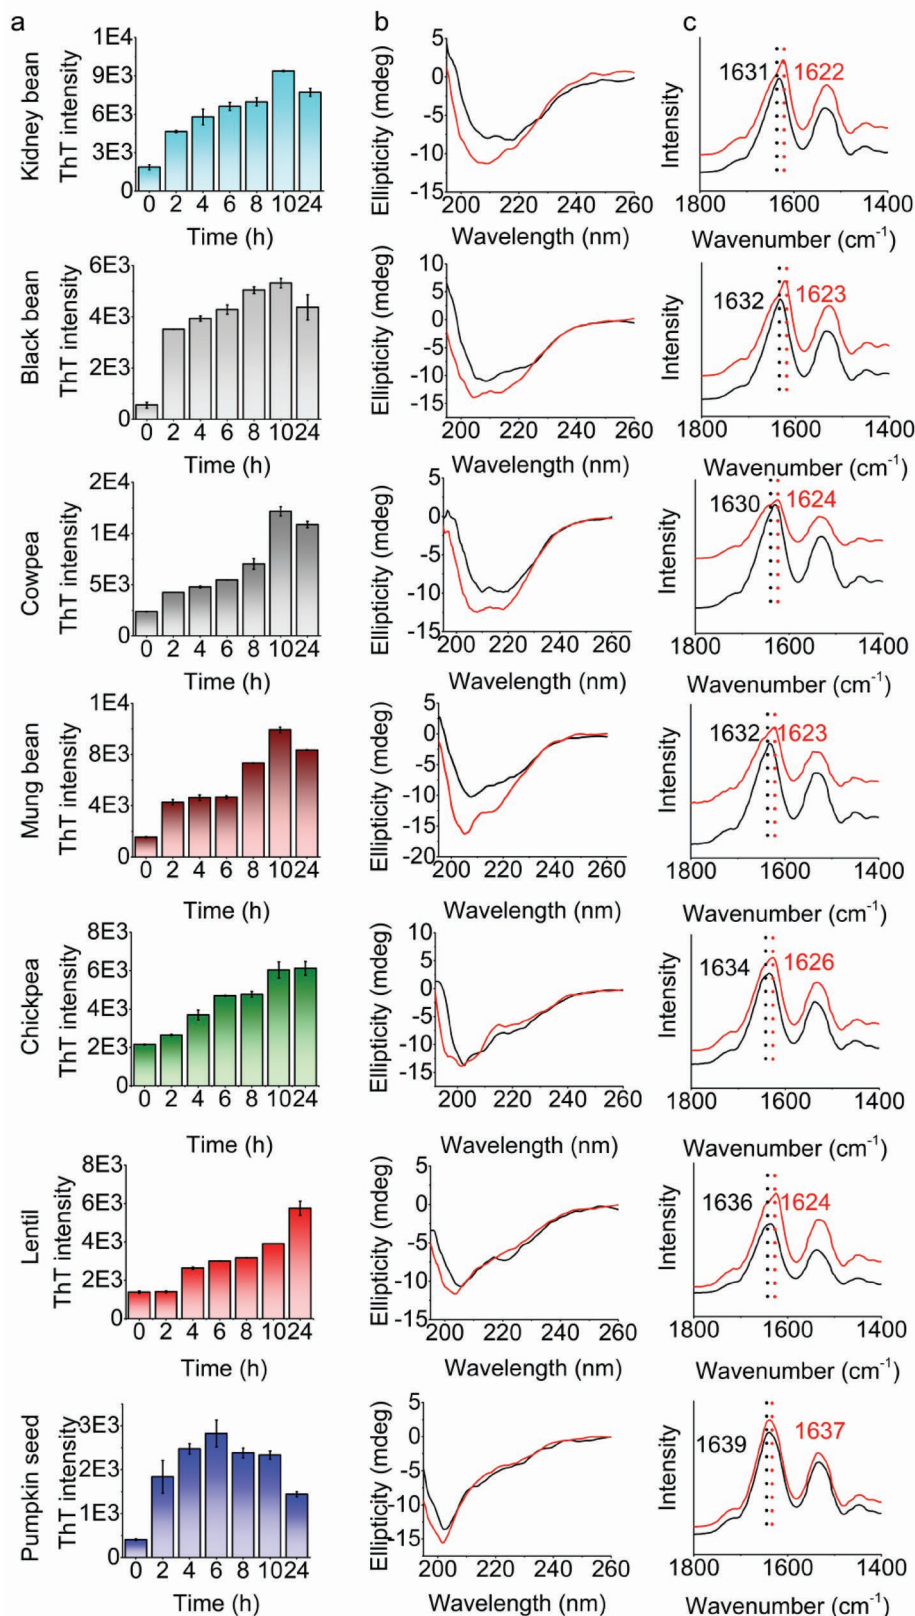 a b c
Kidney bean
ThT intensity
1E4
9E3
6E3
3E3
0
0 2 4 6 8 10 24
Time (h)
Ellipticity (mdeg)
5
0
-5
-10
-15
200 220 240 260
Wavelength (nm)
Intensity
1631 1622
1800 1600 1400
Wavenumber (cm⁻¹)
Black bean
ThT intensity
6E3
4E3
2E3
0
0 2 4 6 8 10 24
Time (h)
Ellipticity (mdeg)
10
5
0
-5
-10
-15
200 220 240 260
Wavelength (nm)
Intensity
1632 1623
1800 1600 1400
Wavenumber (cm⁻¹)
Cowpea
ThT intensity
2E4
1E4
5E3
0
0 2 4 6 8 10 24
Time (h)
Ellipticity (mdeg)
5
0
-5
-10
-15
200 220 240 260
Wavelength (nm)
Intensity
1630 1624
1800 1600 1400
Wavenumber (cm⁻¹)
Mung bean
ThT intensity
1E4
8E3
4E3
0
0 2 4 6 8 10 24
Time (h)
Ellipticity (mdeg)
5
0
-5
-10
-15
-20
200 220 240 260
Wavelength (nm)
Intensity
1632 1623
1800 1600 1400
Wavenumber (cm⁻¹)
Chickpea
ThT intensity
8E3
6E3
4E3
2E3
0
0 2 4 6 8 10 24
Time (h)
Ellipticity (mdeg)
10
5
0
-5
-10
-15
200 220 240 260
Wavelength (nm)
Intensity
1634 1626
1800 1600 1400
Wavenumber (cm⁻¹)
Lentil
ThT intensity
8E3
6E3
4E3
2E3
0
0 2 4 6 8 10 24
Time (h)
Ellipticity (mdeg)
5
0
-5
-10
-15
200 220 240 260
Wavelength (nm)
Intensity
1636 1624
1800 1600 1400
Wavenumber (cm⁻¹)
Pumpkin seed
ThT intensity
3E3
2E3
1E3
0
0 2 4 6 8 10 24
Time (h)
Ellipticity (mdeg)
5
0
-5
-10
-15
200 220 240 260
Wavelength (nm)
Intensity
1639 1637
1800 1600 1400
Wavenumber (cm⁻¹)